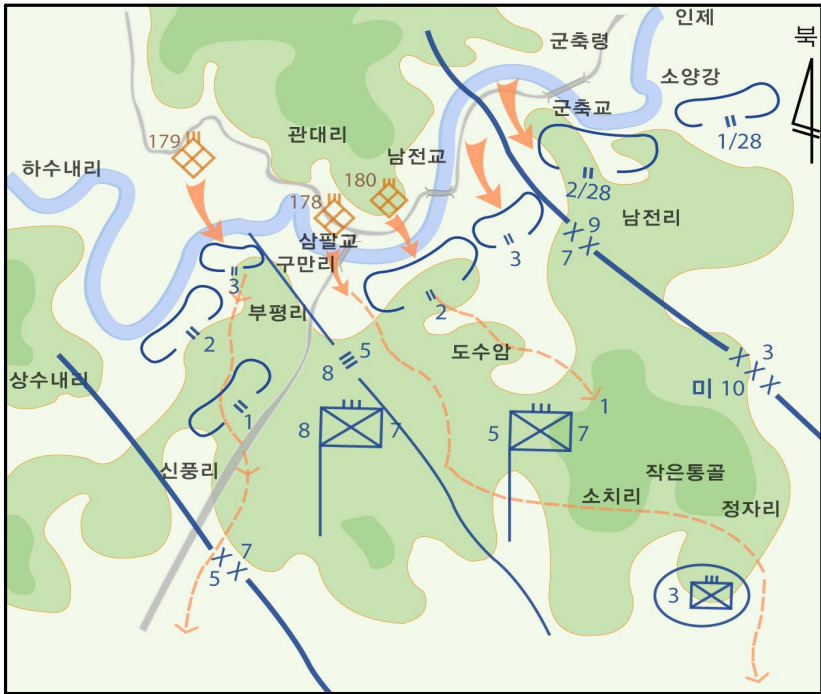 인제
북
군축령
소양강
179
관대리
군축교
1/28
남전교
하수내리
180
2/28
178
남전리
삼팔교
9
구만리
7
3
3
2
부평리
5
2
8
도수암
3
상수내리
미 10
1
1
8
7
5
7
신풍리
작은통골
소치리
정자리
7
5
3